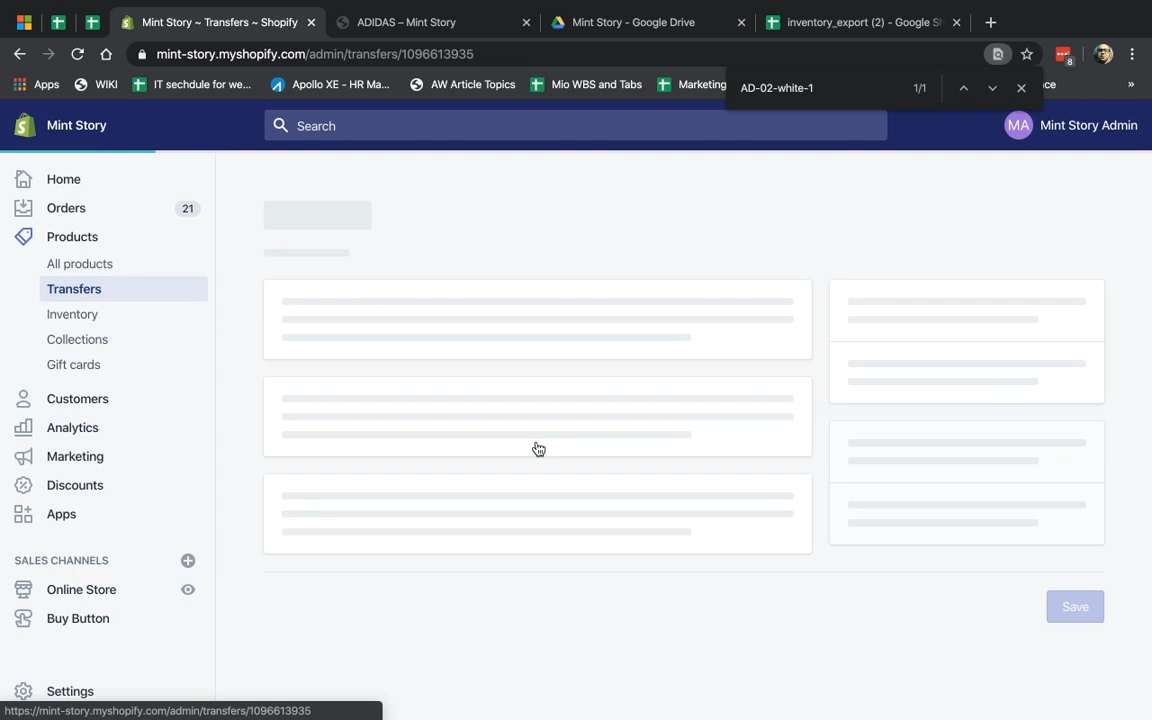 Mint Story ~ Transfers ~ Shopify
ADIDAS – Mint Story
Mint Story - Google Drive
inventory_export (2) - Google Sh
mint-story.myshopify.com/admin/transfers/1096613935
8
Apps
WIKI
IT sechdule for we...
Apollo XE - HR Ma...
AW Article Topics
Mio WBS and Tabs
Marketing
ce
»
AD-02-white-1
1/1
Mint Story
Search
MA
Mint Story Admin
Home
Orders
21
Products
All products
Transfers
Inventory
Collections
Gift cards
Customers
Analytics
Marketing
Discounts
Apps
SALES CHANNELS
Online Store
Buy Button
Settings
Save
https://mint-story.myshopify.com/admin/transfers/1096613935